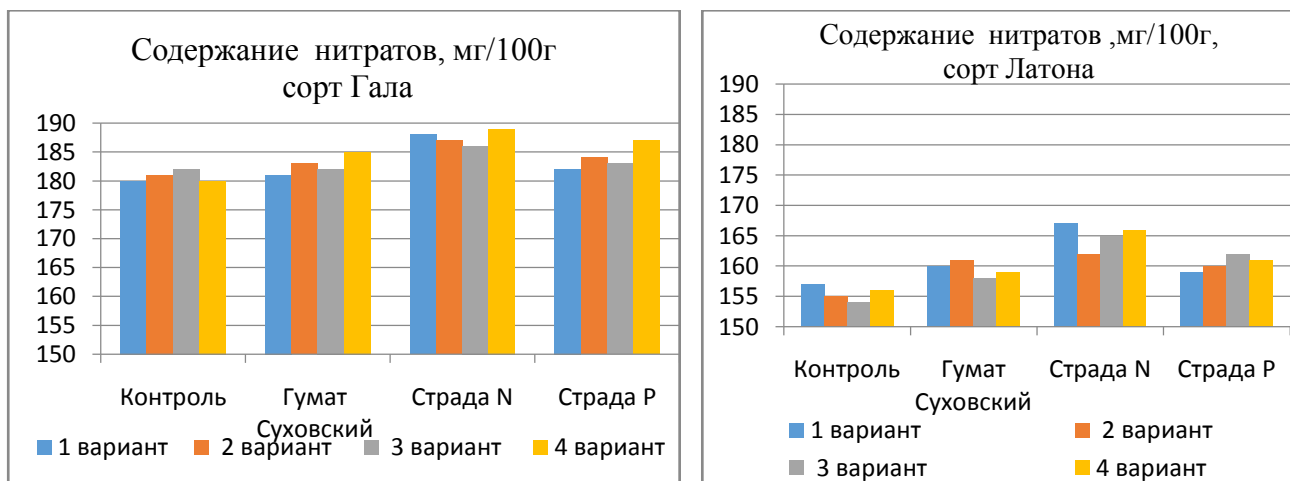 Содержание нитратов, мг/100г
сорт Гала
190
185
180
175
170
165
160
155
150
Контроль
Гумат
Суховский
Страда N
Страда P
1 вариант
2 вариант
3 вариант
4 вариант
Содержание нитратов ,мг/100г,
сорт Латона
190
185
180
175
170
165
160
155
150
Контроль
Гумат
Суховский
Страда N
Страда P
1 вариант
2 вариант
3 вариант
4 вариант